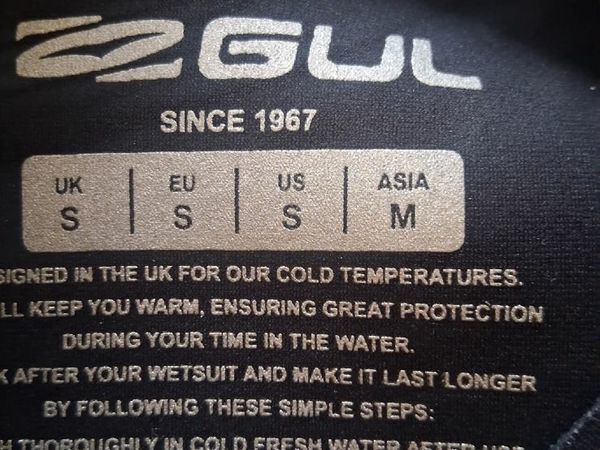 GUL
SINCE 1967
UK EU US ASIA
S S S M
SIGNED IN THE UK FOR OUR COLD TEMPERATURES.
LL KEEP YOU WARM, ENSURING GREAT PROTECTION
DURING YOUR TIME IN THE WATER.
K AFTER YOUR WETSUIT AND MAKE IT LAST LONGER
BY FOLLOWING THESE SIMPLE STEPS:
H THOROUGHLY IN COLD FRESH WATER AFTER USE